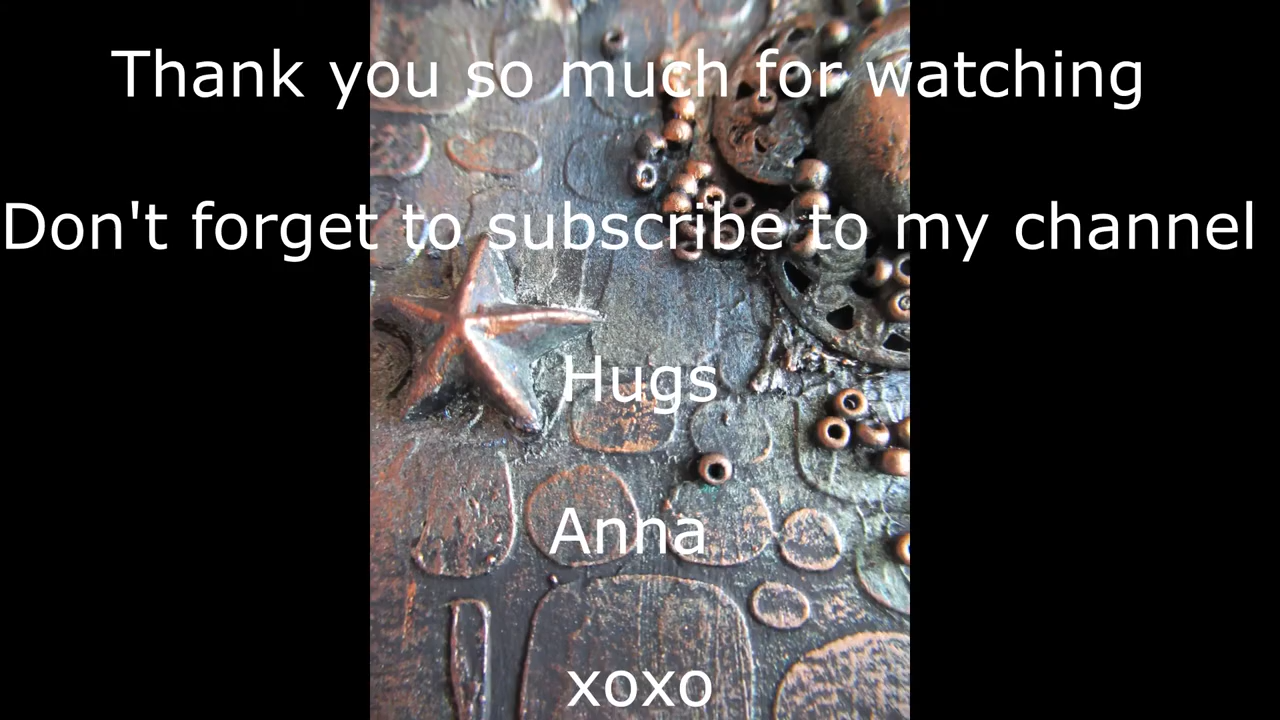 Thank you so much for watching
Don't forget to subscribe to my channel
Hugs
Anna
xoxo